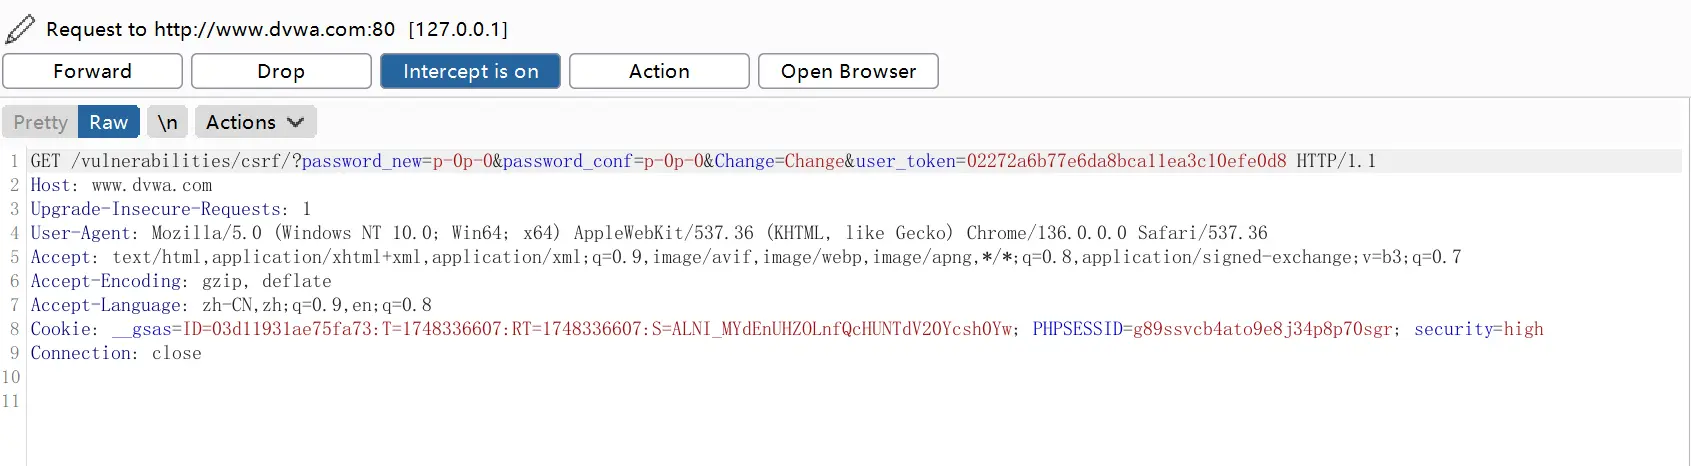 Request to http://www.dvwa.com:80 [127.0.0.1]
Forward Drop Intercept is on Action Open Browser
Pretty Raw \n Actions
1 GET /vulnerabilities/csrf/?password_new=p-0p-0&password_conf=p-0p-0&Change=Change&user_token=02272a6b77e6da8bca11ea3c10efe0d8 HTTP/1.1
2 Host: www.dvwa.com
3 Upgrade-Insecure-Requests: 1
4 User-Agent: Mozilla/5.0 (Windows NT 10.0; Win64; x64) AppleWebKit/537.36 (KHTML, like Gecko) Chrome/136.0.0.0 Safari/537.36
5 Accept: text/html,application/xhtml+xml,application/xml;q=0.9,image/avif,image/webp,image/apng,*/*;q=0.8,application/signed-exchange;v=b3;q=0.7
6 Accept-Encoding: gzip, deflate
7 Accept-Language: zh-CN,zh;q=0.9,en;q=0.8
8 Cookie: __gsas=ID=03d11931ae75fa73:T=1748336607:RT=1748336607:S=ALNI_MYdEnUHZOLnfQcHUNTdV20Ycsh0Yw; PHPSESSID=g89ssvcb4ato9e8j34p8p70sgr; security=high
9 Connection: close
10
11